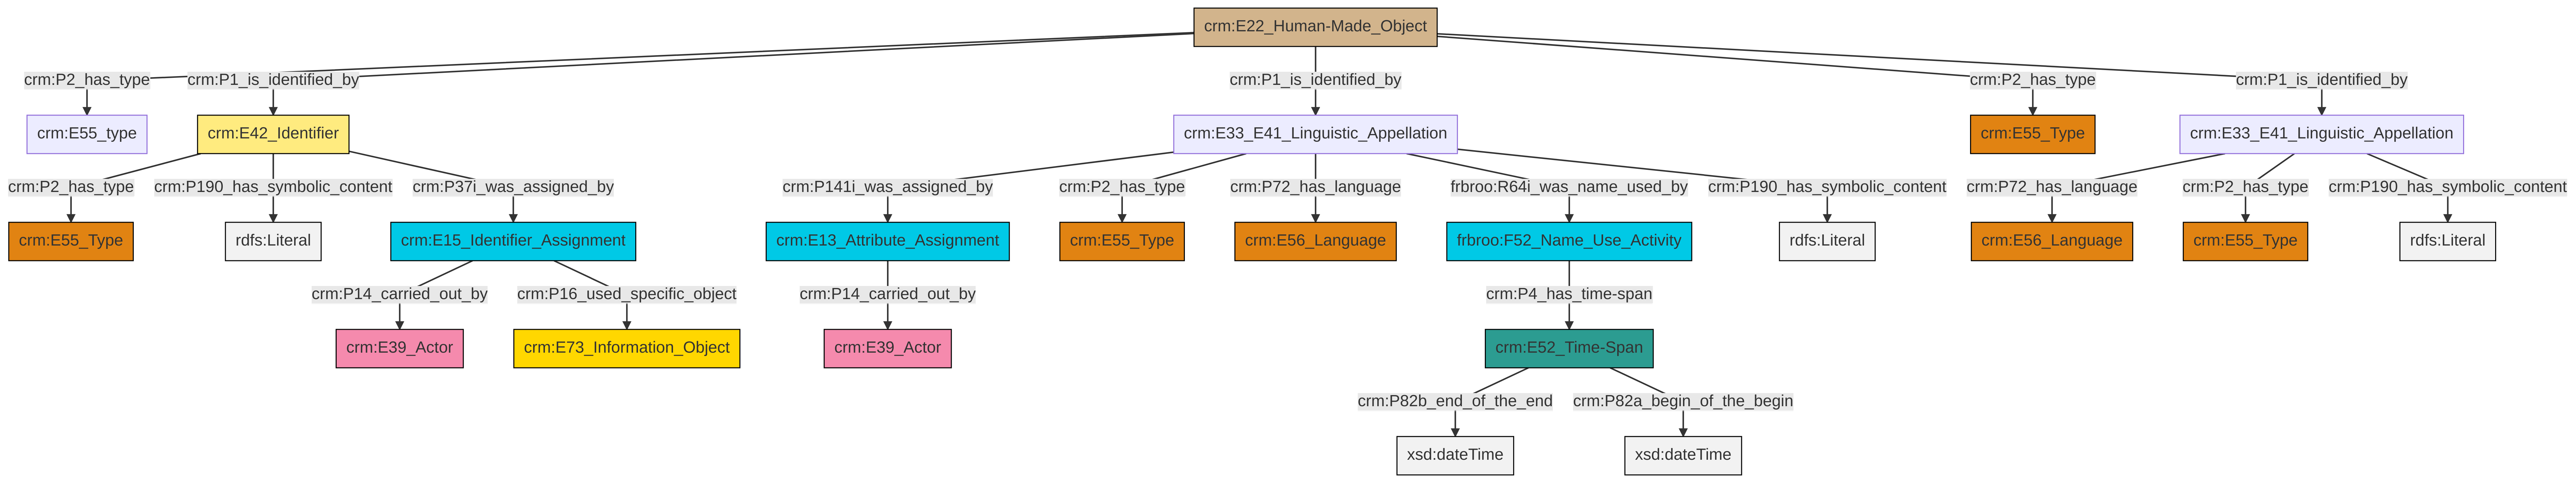 crm:E22_Human-Made_Object
crm:P2_has_type
crm:P1_is_identified_by
crm:P1_is_identified_by
crm:P2_has_type
crm:P1_is_identified_by
crm:E55_type
crm:E42_Identifier
crm:E33_E41_Linguistic_Appellation
crm:E55_Type
crm:E33_E41_Linguistic_Appellation
crm:P2_has_type
crm:P190_has_symbolic_content
crm:P37i_was_assigned_by
crm:P141i_was_assigned_by
crm:P2_has_type
crm:P72_has_language
frbroo:R64i_was_name_used_by
crm:P190_has_symbolic_content
crm:P72_has_language
crm:P2_has_type
crm:P190_has_symbolic_content
crm:E55_Type
rdfs:Literal
crm:E15_Identifier_Assignment
crm:E13_Attribute_Assignment
crm:E55_Type
crm:E56_Language
frbroo:F52_Name_Use_Activity
rdfs:Literal
crm:E56_Language
crm:E55_Type
rdfs:Literal
crm:P14_carried_out_by
crm:P16_used_specific_object
crm:P14_carried_out_by
crm:P4_has_time-span
crm:E39_Actor
crm:E73_Information_Object
crm:E39_Actor
crm:E52_Time-Span
crm:P82b_end_of_the_end
crm:P82a_begin_of_the_begin
xsd:dateTime
xsd:dateTime